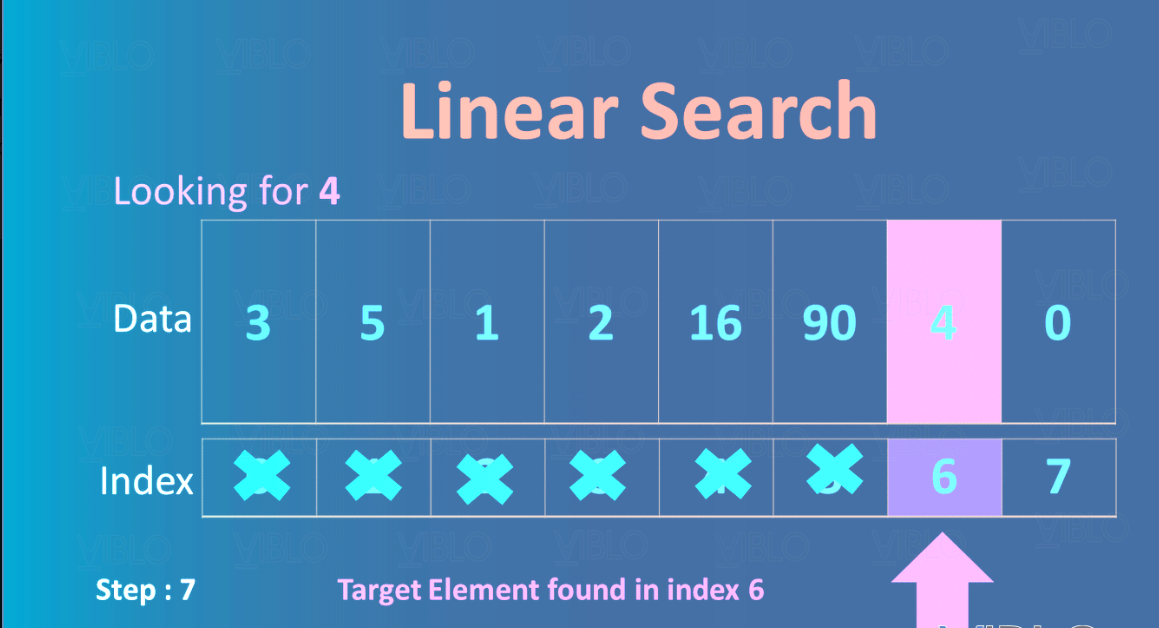 Linear Search
Looking for 4
Data 3 5 1 2 16 90 4 0
Index 6 7
Step : 7 Target Element found in index 6
VIBLO